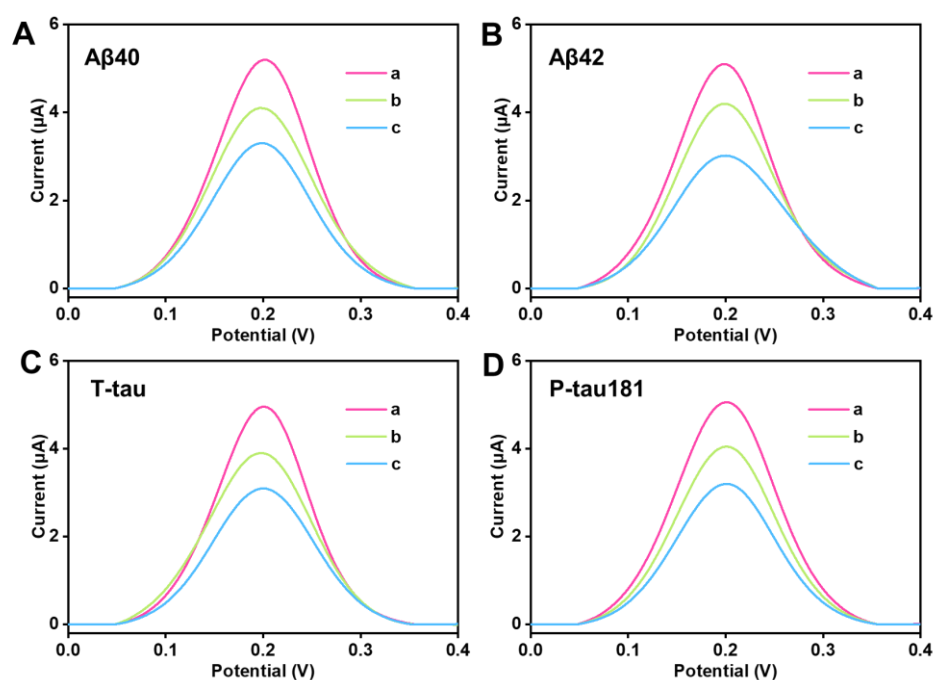 A
Aβ40
a
b
c
6
4
2
0
Current (µA)
0.0 0.1 0.2 0.3 0.4
Potential (V)
B
Aβ42
a
b
c
6
4
2
0
Current (µA)
0.0 0.1 0.2 0.3 0.4
Potential (V)
C
T-tau
a
b
c
6
4
2
0
Current (µA)
0.0 0.1 0.2 0.3 0.4
Potential (V)
D
P-tau181
a
b
c
6
4
2
0
Current (µA)
0.0 0.1 0.2 0.3 0.4
Potential (V)